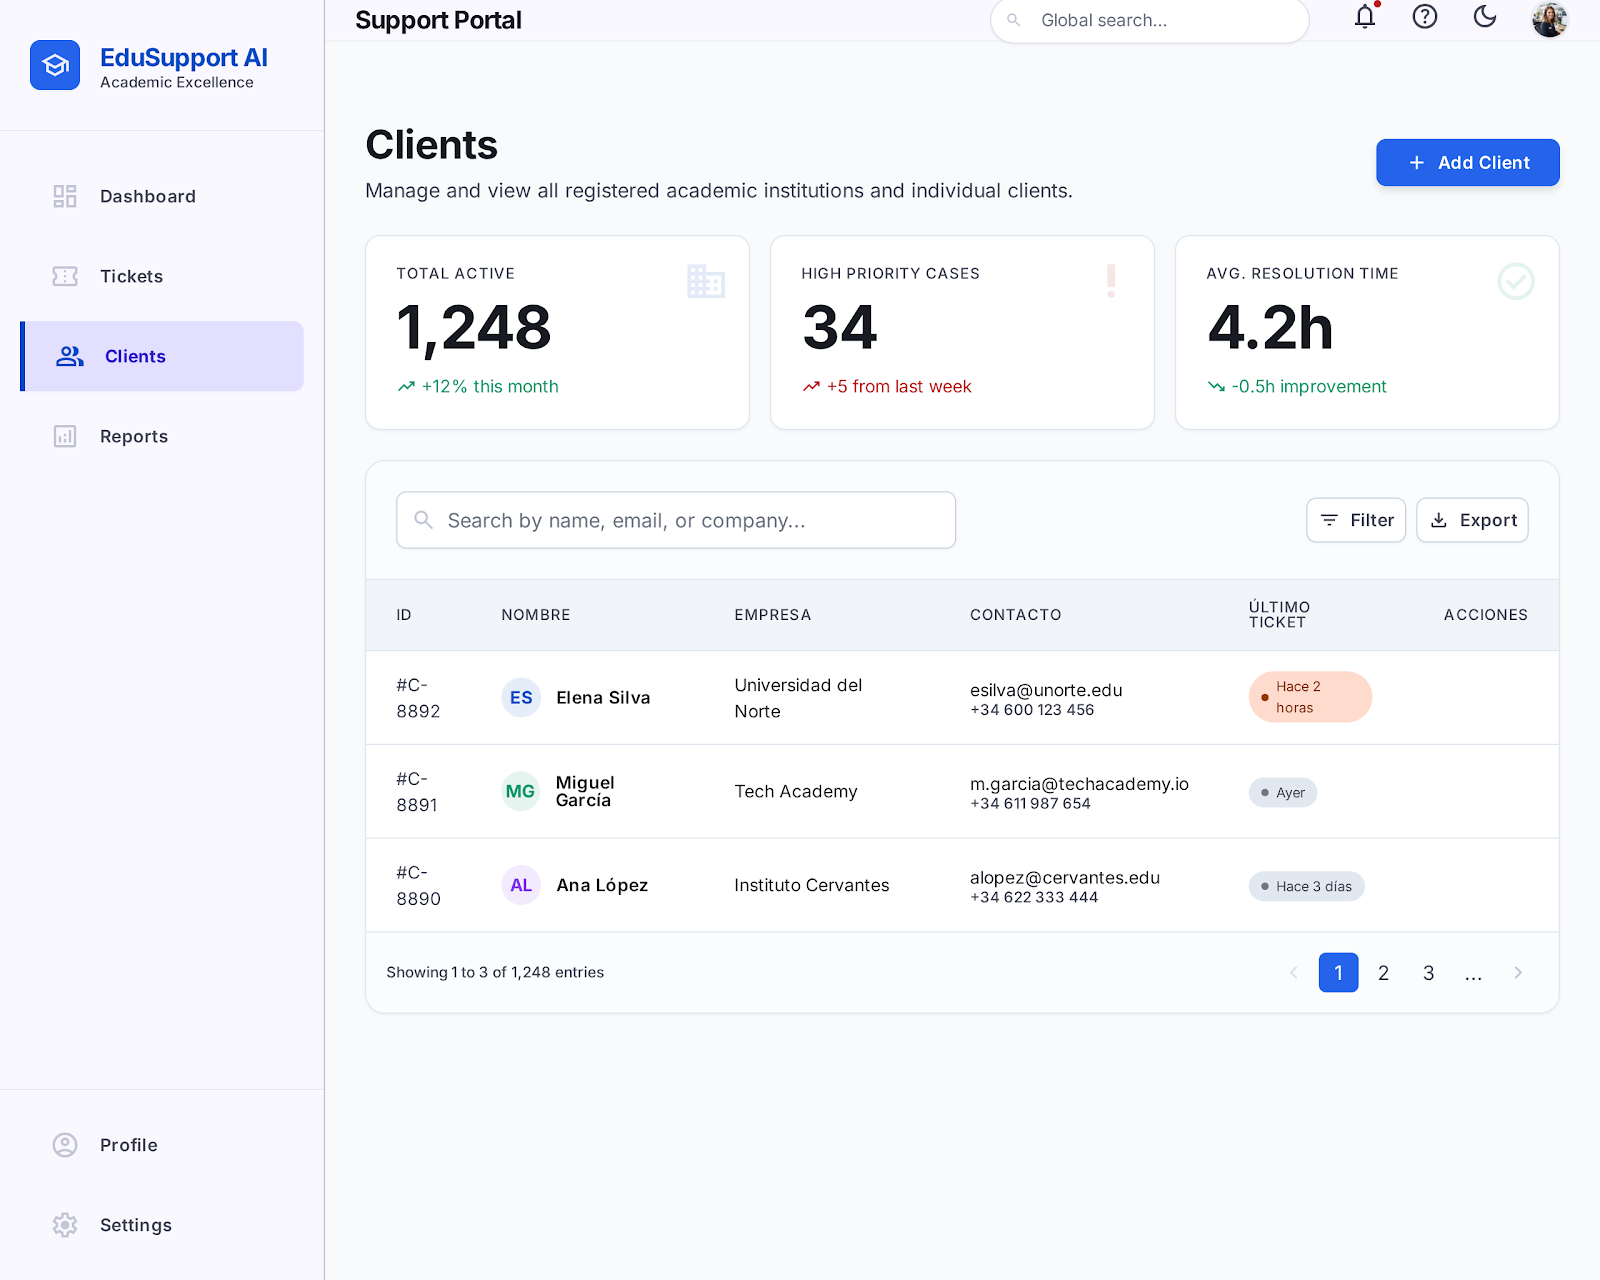 EduSupport AI
Academic Excellence
Dashboard
Tickets
Clients
Reports
Profile
Settings
Support Portal
Global search...
Clients
Manage and view all registered academic institutions and individual clients.
Add Client
TOTAL ACTIVE
1,248
+12% this month
HIGH PRIORITY CASES
34
+5 from last week
AVG. RESOLUTION TIME
4.2h
-0.5h improvement
Search by name, email, or company...
Filter
Export
ID
NOMBRE
EMPRESA
CONTACTO
ÚLTIMO
TICKET
ACCIONES
#C-
8892
ES
Elena Silva
Universidad del
Norte
esilva@unorte.edu
+34 600 123 456
Hace 2
horas
#C-
8891
MG
Miguel
García
Tech Academy
m.garcia@techacademy.io
+34 611 987 654
Ayer
#C-
8890
AL
Ana López
Instituto Cervantes
alopez@cervantes.edu
+34 622 333 444
Hace 3 días
Showing 1 to 3 of 1,248 entries
1
2
3
...